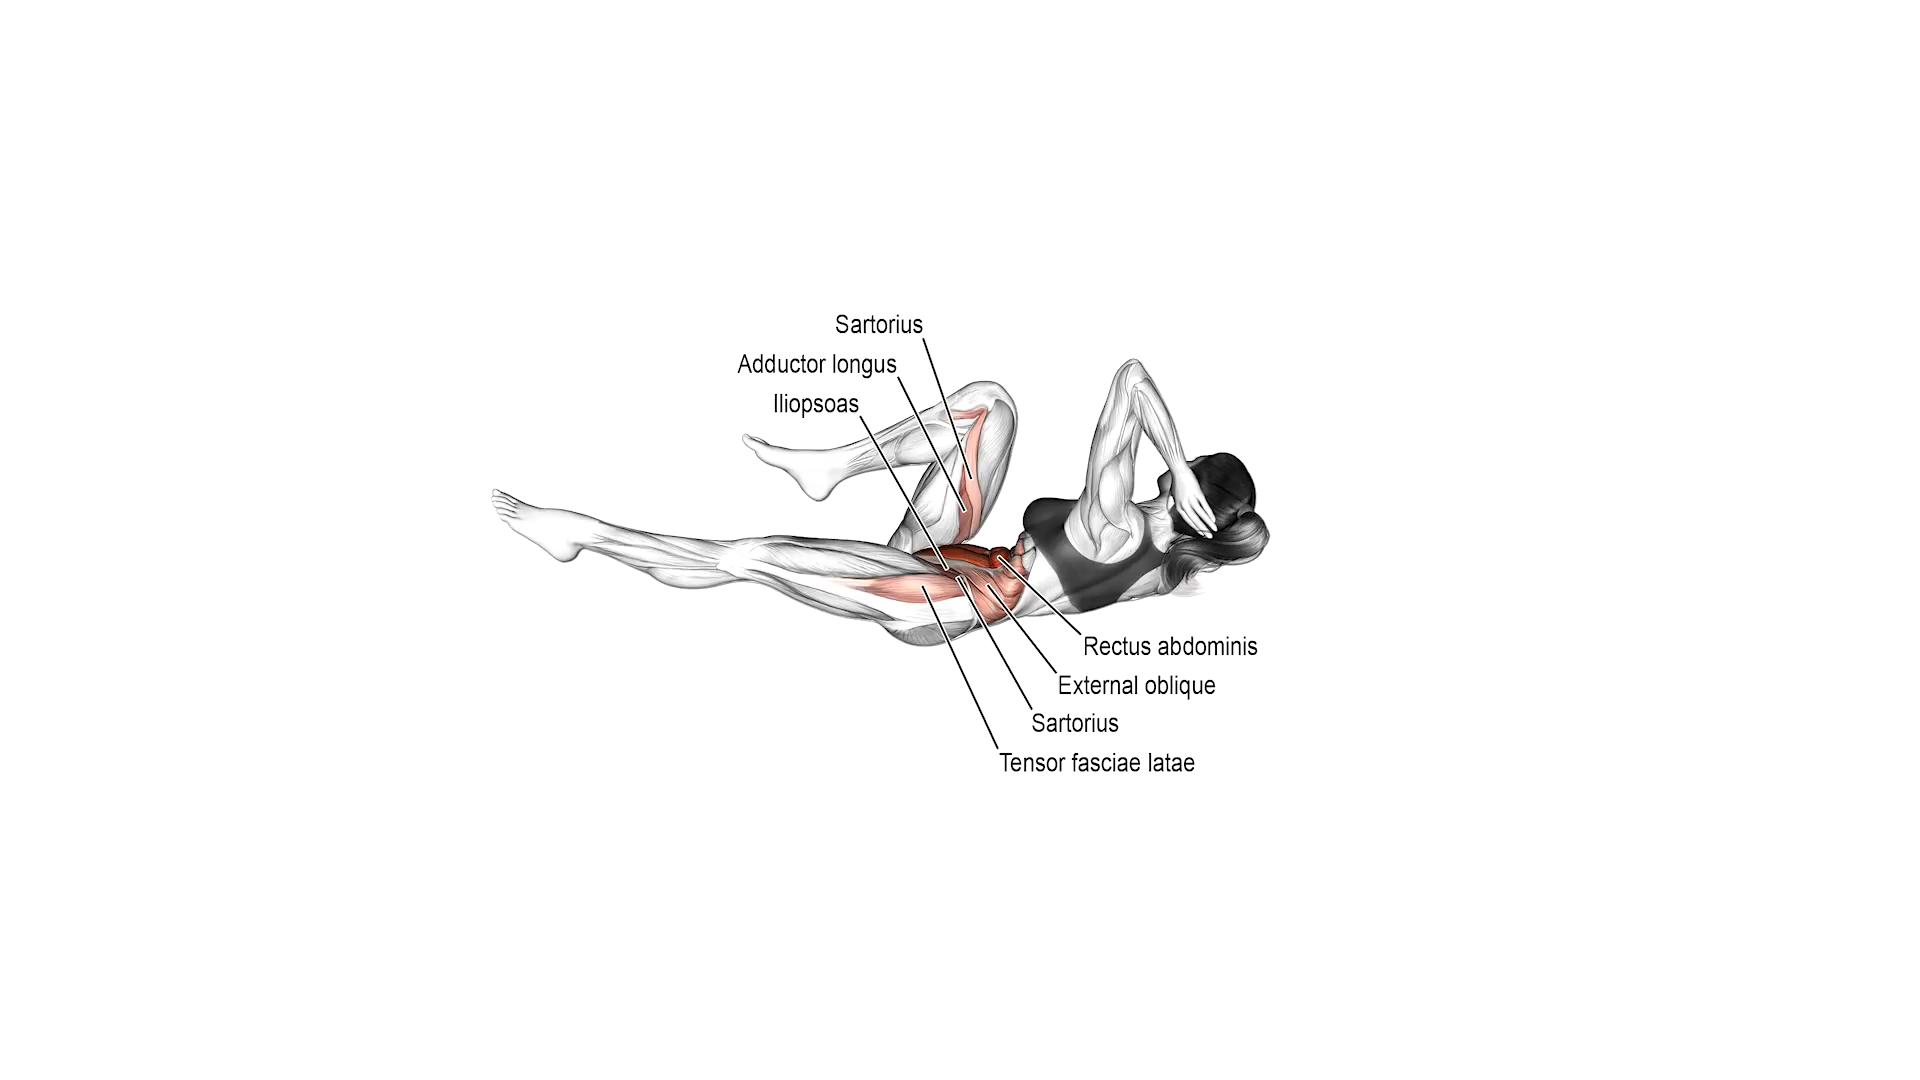 Sartorius
Adductor longus
Iliopsoas
Rectus abdominis
External oblique
Sartorius
Tensor fasciae latae